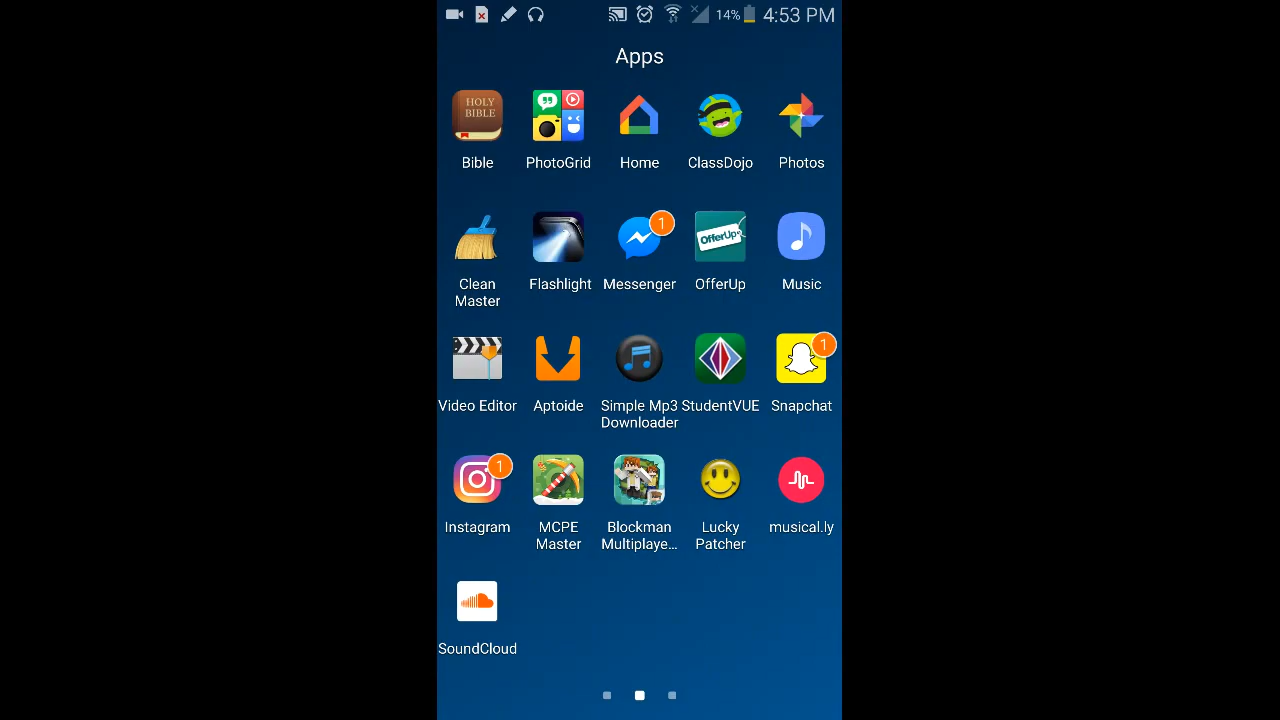 14% 4:53 PM
Apps
HOLY
BIBLE
Bible PhotoGrid Home ClassDojo Photos
1
OfferUp
Clean Flashlight Messenger OfferUp Music
Master
1
Video Editor Aptoide Simple Mp3 StudentVUE Snapchat
Downloader
1
Instagram MCPE Blockman Lucky musical.ly
Master Multiplaye... Patcher
SoundCloud